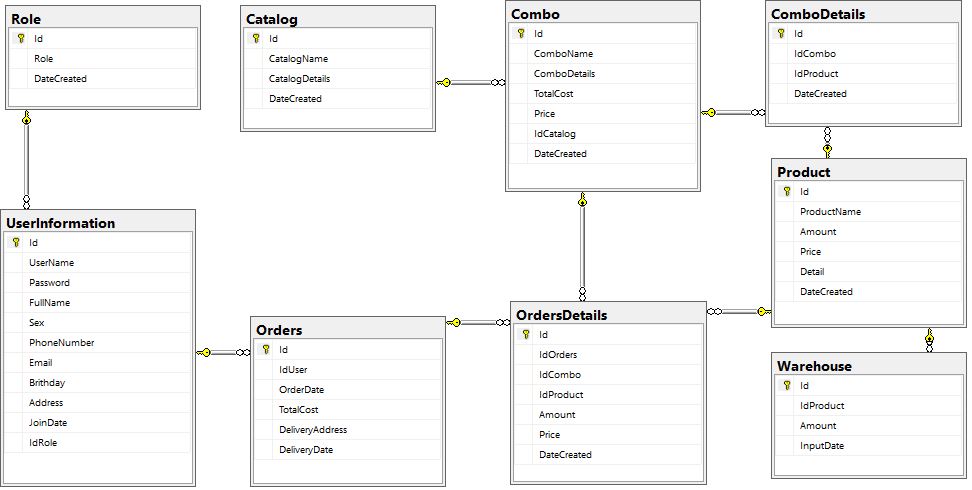 Role
Id
Role
DateCreated
Catalog
Id
CatalogName
CatalogDetails
DateCreated
Combo
Id
ComboName
ComboDetails
TotalCost
Price
IdCatalog
DateCreated
ComboDetails
Id
IdCombo
IdProduct
DateCreated
Product
Id
ProductName
Amount
Price
Detail
DateCreated
UserInformation
Id
UserName
Password
FullName
Sex
PhoneNumber
Email
Brithday
Address
JoinDate
IdRole
Orders
Id
IdUser
OrderDate
TotalCost
DeliveryAddress
DeliveryDate
OrdersDetails
Id
IdOrders
IdCombo
IdProduct
Amount
Price
DateCreated
Warehouse
Id
IdProduct
Amount
InputDate